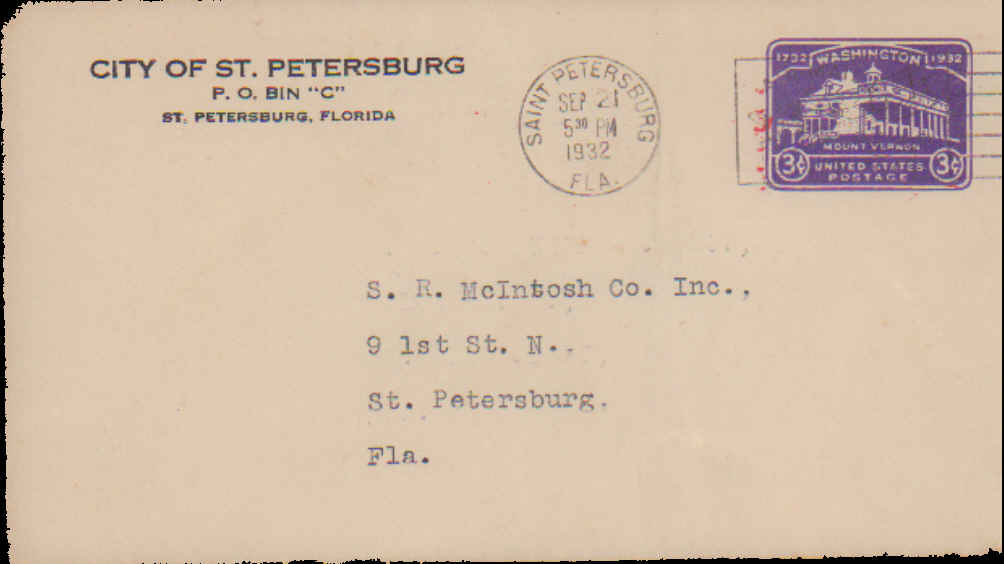 CITY OF ST. PETERSBURG
P. O. BIN "C"
ST. PETERSBURG, FLORIDA
SAINT PETERSBURG
SEP 21
5 30 PM
1932
FLA.
1732 WASHINGTON 1932
MOUNT VERNON
3¢ UNITED STATES 3¢
POSTAGE
S. R. McIntosh Co. Inc.,
9 1st St. N.,
St. Petersburg.
Fla.